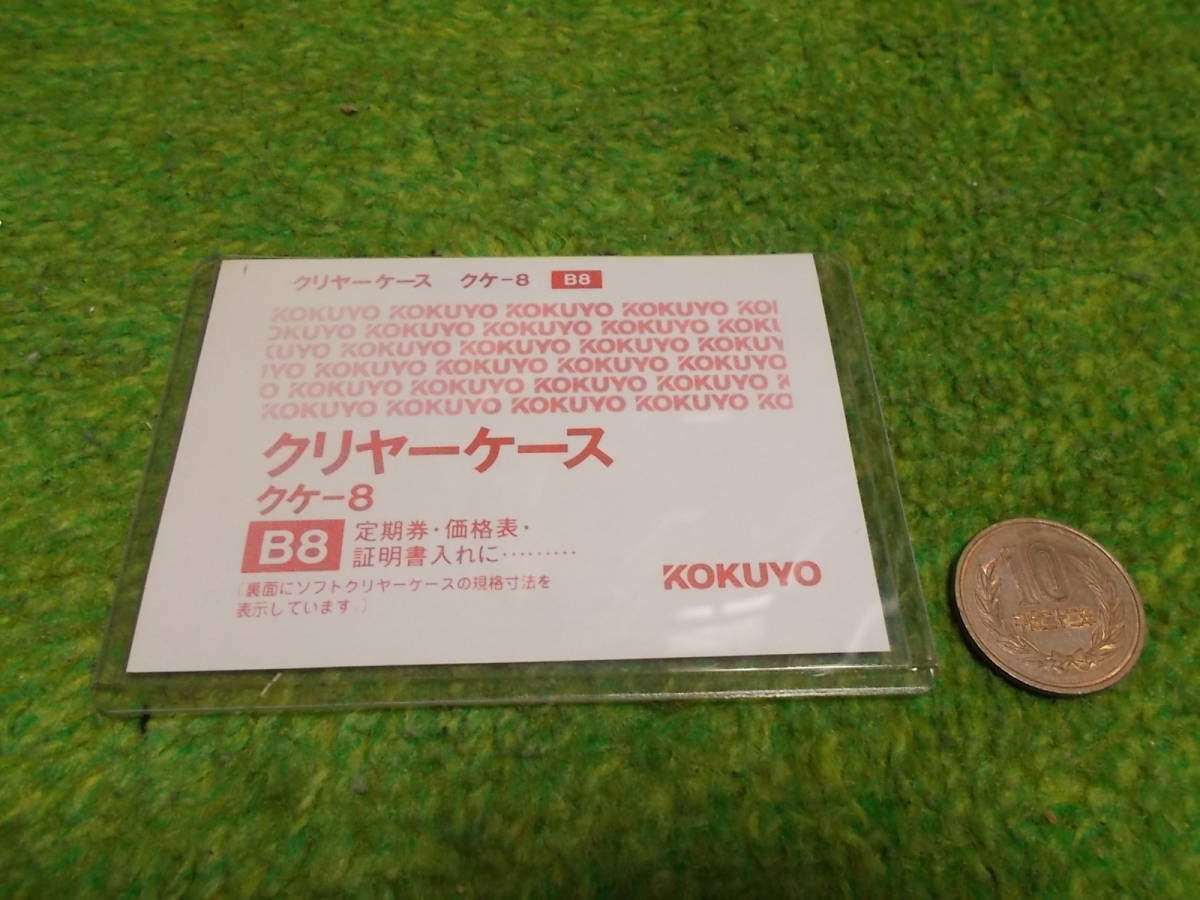 クリヤーケース クケ-8 B8
KOKUYO KOKUYO KOKUYO KOKUYO KOI
OKUYO KOKUYO KOKUYO KOKUYO KOKU
KUYO KOKUYO KOKUYO KOKUYO KOKUY
UYO KOKUYO KOKUYO KOKUYO KOKUYO
O KOKUYO KOKUYO KOKUYO KOKUYO K
KOKUYO KOKUYO KOKUYO KOKUYO KO
クリヤーケース
クケ-8
B8 定期券・価格表・
証明書入れに………
(裏面にソフトクリヤーケースの規格寸法を
表示しています。)
KOKUYO
10